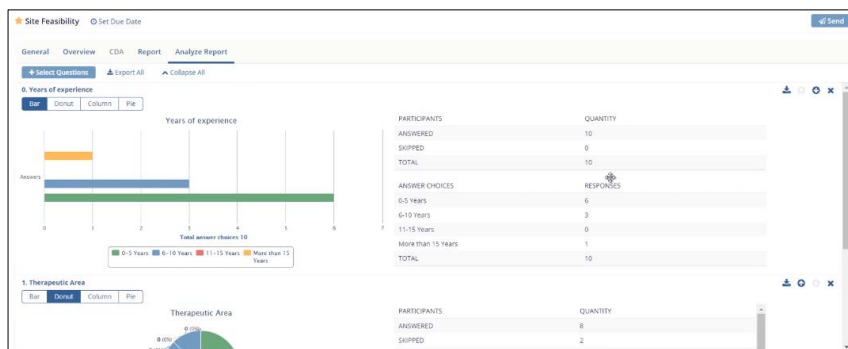 Site Feasibility Set Due Date
Send
General Overview CDA Report Analyze Report
+ Select Questions Export All Collapse All
0. Years of experience
Bar Donut Column Pie
Years of experience
Answers
0 1 2 3 4 5 6 7
Total answer choices 10
0-5 Years 6-10 Years 11-15 Years More than 15
Years
PARTICIPANTS QUANTITY
ANSWERED 10
SKIPPED 0
TOTAL 10
ANSWER CHOICES RESPONSES
0-5 Years 6
6-10 Years 3
11-15 Years 0
More than 15 Years 1
TOTAL 10
1. Therapeutic Area
Bar Donut Column Pie
Therapeutic Area
0 (0%)
0 (0%)
PARTICIPANTS QUANTITY
ANSWERED 8
SKIPPED 2